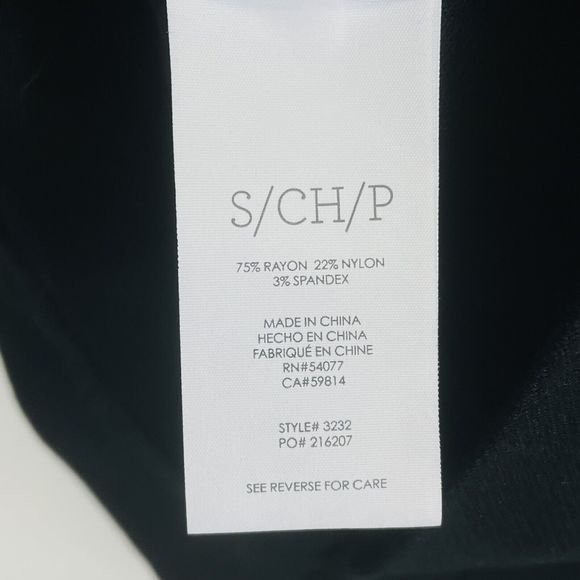 S/CH/P
75% RAYON 22% NYLON
3% SPANDEX
MADE IN CHINA
HECHO EN CHINA
FABRIQUÉ EN CHINE
RN#54077
CA#59814
STYLE# 3232
PO# 216207
SEE REVERSE FOR CARE